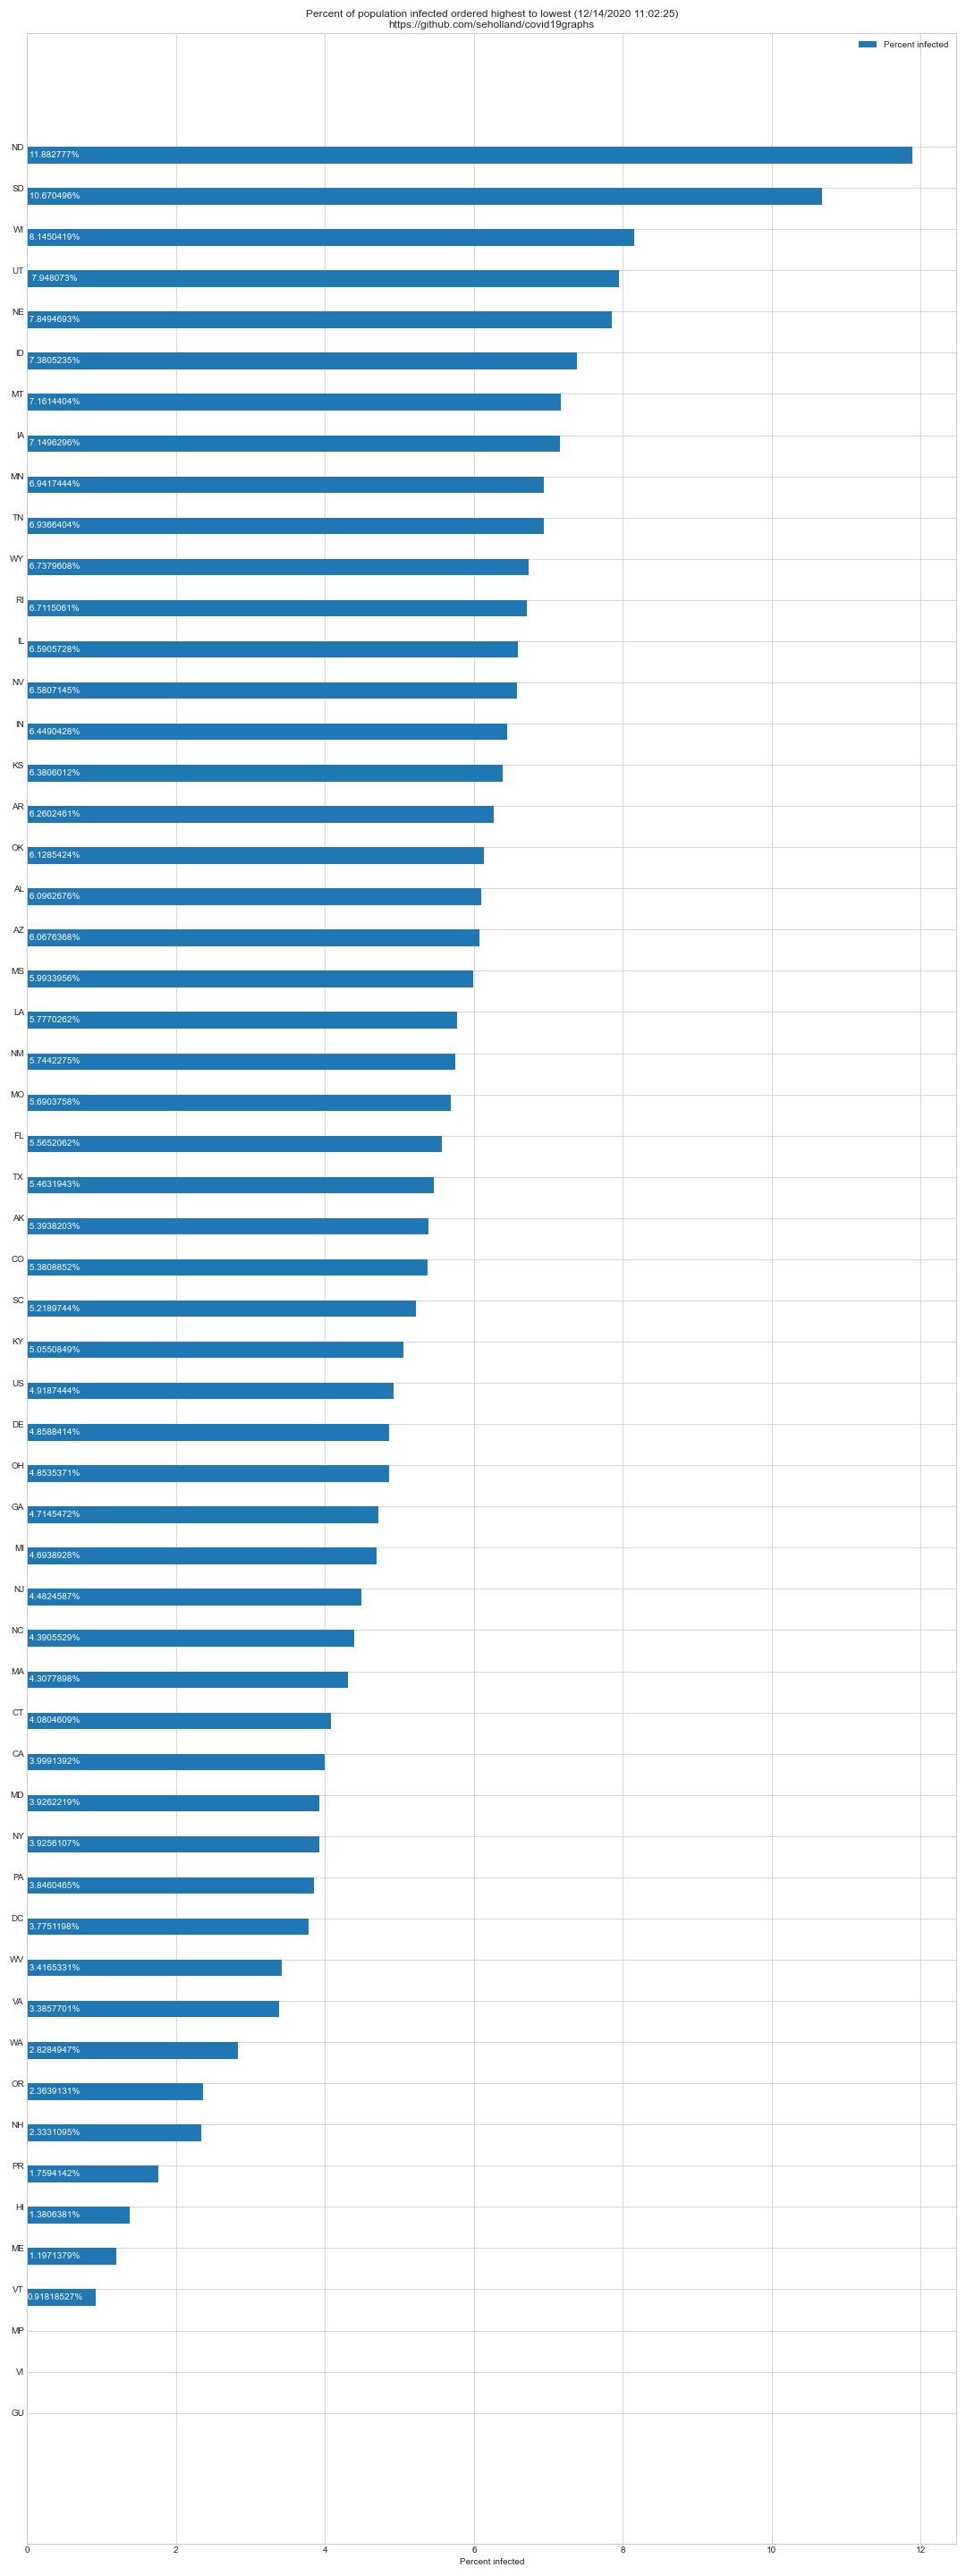 Percent of population infected ordered highest to lowest (12/14/2020 11:02:25)
https://github.com/seholland/covid19graphs
Percent infected
ND 11.882777%
SD 10.670496%
WI 8.1450419%
UT 7.948073%
NE 7.8494693%
ID 7.3805235%
MT 7.1614404%
IA 7.1496296%
MN 6.9417444%
TN 6.9366404%
WY 6.7379608%
RI 6.7115061%
IL 6.5905728%
NV 6.5807145%
IN 6.4490428%
KS 6.3806012%
AR 6.2602461%
OK 6.1285424%
AL 6.0962676%
AZ 6.0676368%
MS 5.9933956%
LA 5.7770262%
NM 5.7442275%
MO 5.6903758%
FL 5.5652062%
TX 5.4631943%
AK 5.3938203%
CO 5.3808852%
SC 5.2189744%
KY 5.0550849%
US 4.9187444%
DE 4.8588414%
OH 4.8535371%
GA 4.7145472%
MI 4.6938928%
NJ 4.4824587%
NC 4.3905529%
MA 4.3077898%
CT 4.0804609%
CA 3.9991392%
MD 3.9262219%
NY 3.9256107%
PA 3.8460465%
DC 3.7751198%
WV 3.4165331%
VA 3.3857701%
WA 2.8284947%
OR 2.3639131%
NH 2.3331095%
PR 1.7594142%
HI 1.3806381%
ME 1.1971379%
VT 0.91818527%
MP
VI
GU
0 2 4 6 8 10 12
Percent infected